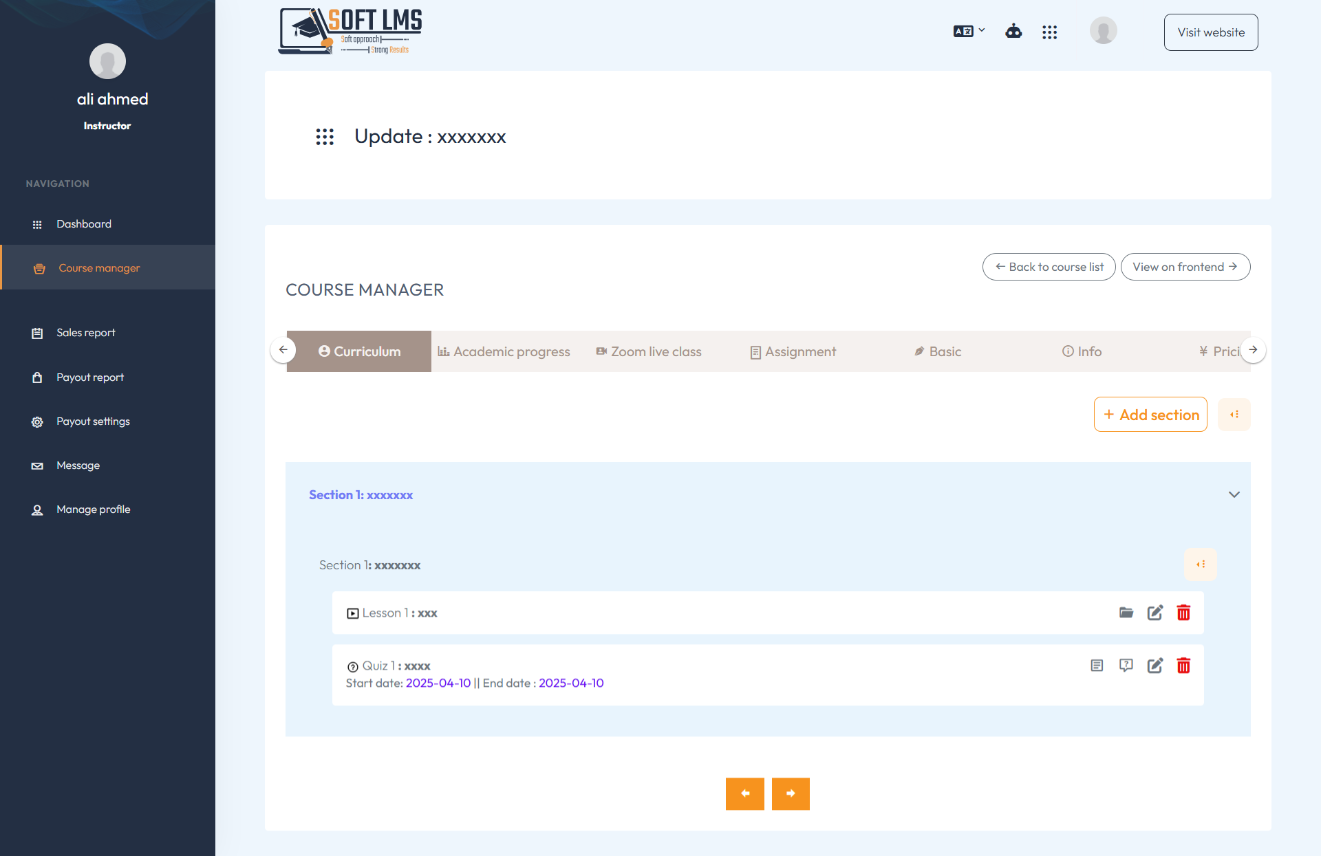 SOFT LMS
Soft approach
Strong Results
Visit website
ali ahmed
Instructor
NAVIGATION
Dashboard
Course manager
Sales report
Payout report
Payout settings
Message
Manage profile
Update : xxxxxxx
← Back to course list
View on frontend →
COURSE MANAGER
Curriculum
Academic progress
Zoom live class
Assignment
Basic
Info
¥ Prici
+ Add section
Section 1: xxxxxxx
Section 1: xxxxxxx
Lesson 1 : xxx
Quiz 1 : xxxx
Start date: 2025-04-10 || End date : 2025-04-10